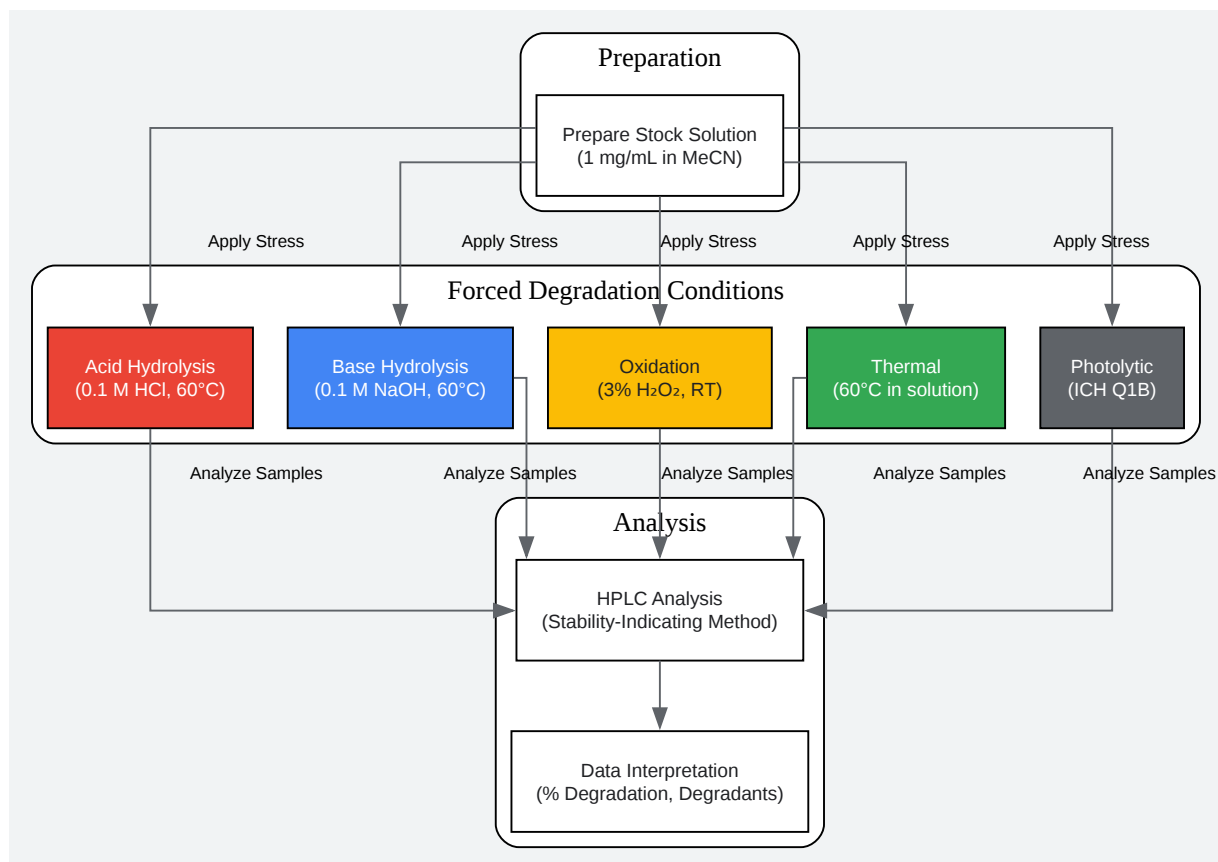 Preparation
Prepare Stock Solution
(1 mg/mL in MeCN)
Apply Stress
Apply Stress
Apply Stress
Apply Stress
Apply Stress
Forced Degradation Conditions
Acid Hydrolysis
(0.1 M HCl, 60°C)
Base Hydrolysis
(0.1 M NaOH, 60°C)
Oxidation
(3% H₂O₂, RT)
Thermal
(60°C in solution)
Photolytic
(ICH Q1B)
Analyze Samples
Analyze Samples
Analyze Samples
Analyze Samples
Analyze Samples
Analysis
HPLC Analysis
(Stability-Indicating Method)
Data Interpretation
(% Degradation, Degradants)